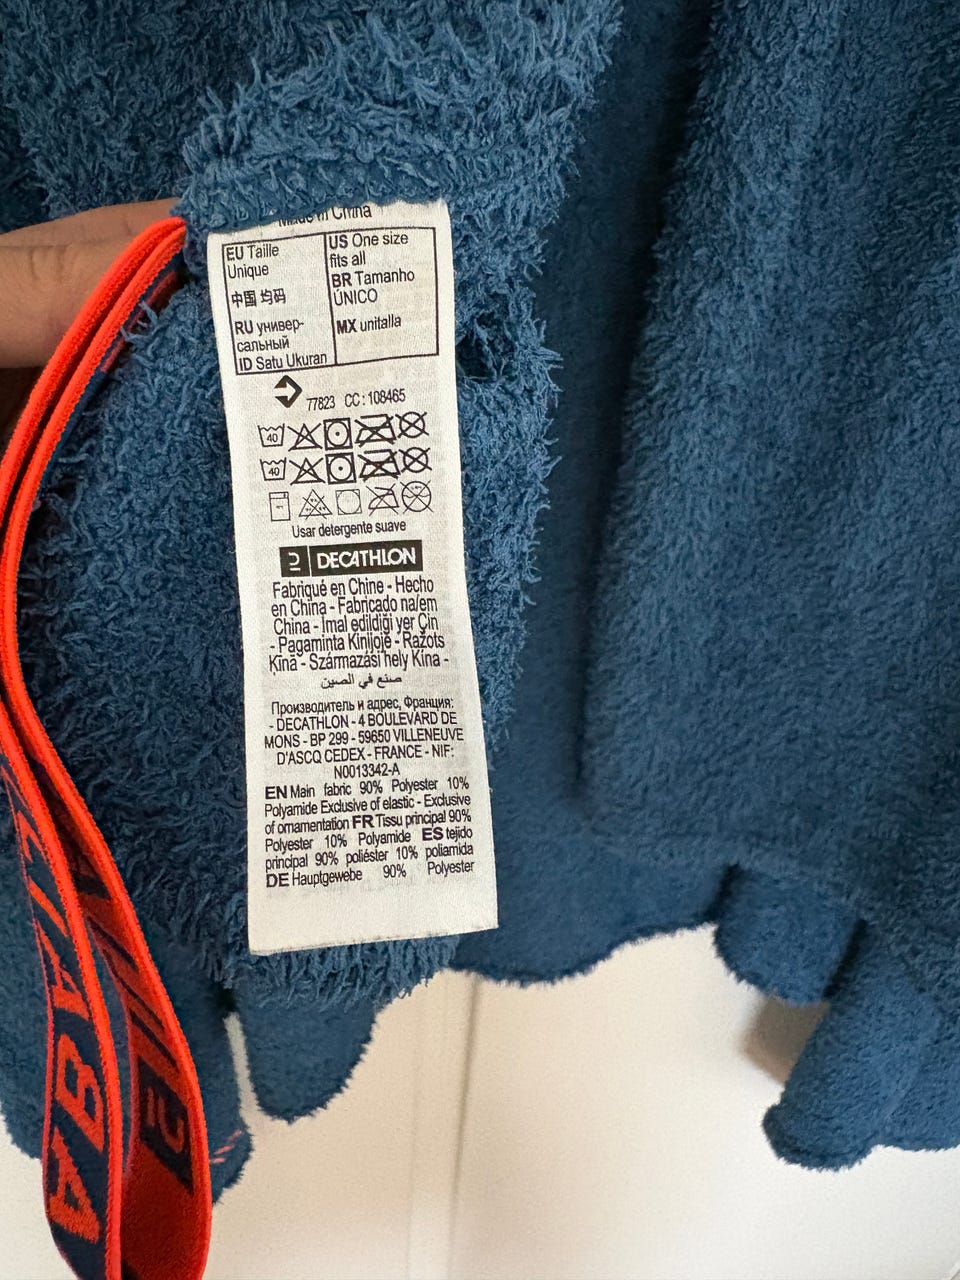 Made in China
EU Taille
Unique
中国 均码
RU универ-
сальный
ID Satu Ukuran
US One size
fits all
BR Tamanho
ÚNICO
MX unitalla
77823 CC : 108465
40
40
Usar detergente suave
DECATHLON
Fabriqué en Chine - Hecho
en China - Fabricado na/em
China - İmal edildiği yer Çin
- Pagaminta Kinijoje - Ražots
Ķīnā - Származási hely Kína -
صنع في الصين
Производитель и адрес, Франция:
- DECATHLON - 4 BOULEVARD DE
MONS - BP 299 - 59650 VILLENEUVE
D'ASCQ CEDEX - FRANCE - NIF:
N0013342-A
EN Main fabric 90% Polyester 10%
Polyamide Exclusive of elastic - Exclusive
of ornamentation FR Tissu principal 90%
Polyester 10% Polyamide ES tejido
principal 90% poliéster 10% poliamida
DE Hauptgewebe 90% Polyester